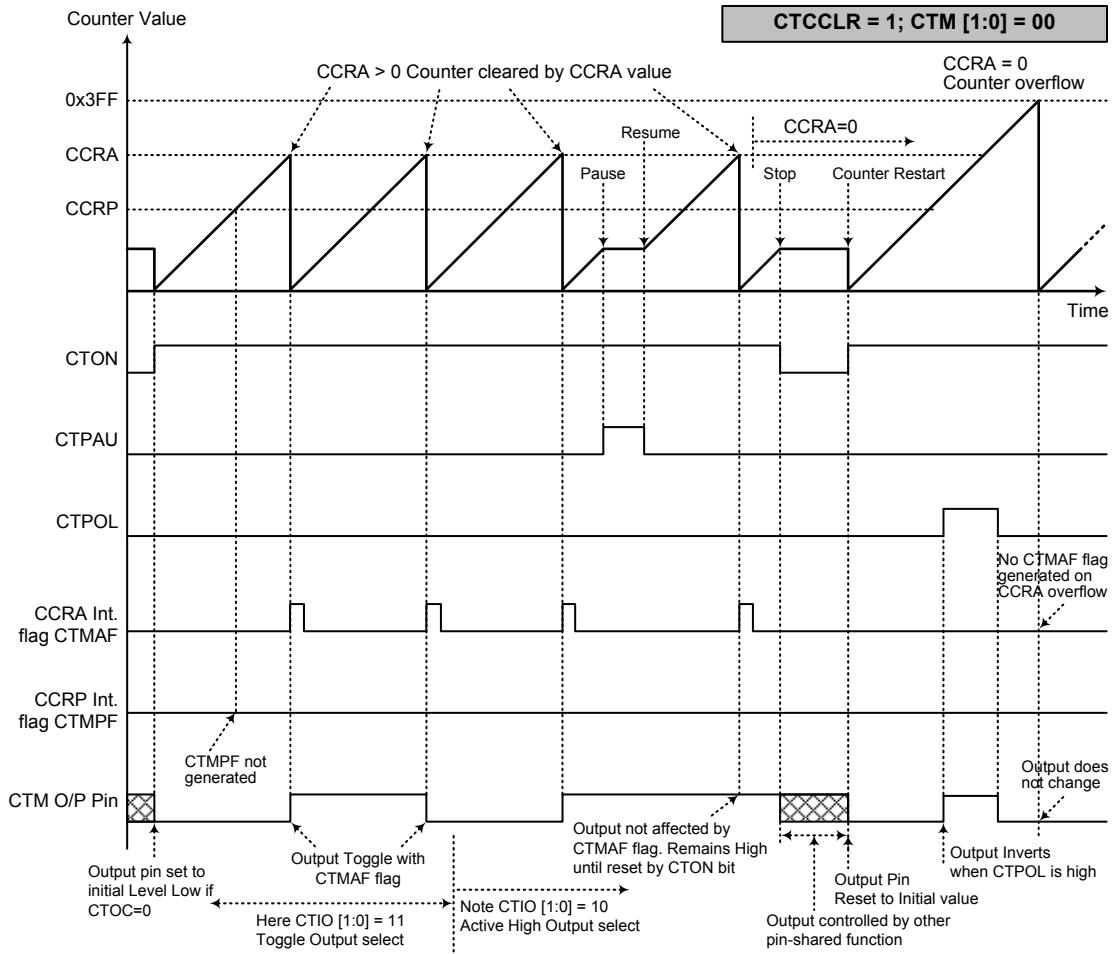 Counter Value
CTCCLR = 1; CTM [1:0] = 00
CCRA > 0 Counter cleared by CCRA value
CCRA = 0
Counter overflow
0x3FF
CCRA=0
Resume
CCRA
Pause
Stop
Counter Restart
CCRP
Time
CTON
CTPAU
CTPOL
No CTMAF flag
generated on
CCRA overflow
CCRA Int.
flag CTMAF
CCRP Int.
flag CTMPF
CTMPF not
generated
Output does
not change
CTM O/P Pin
Output pin set to
initial Level Low if
CTOC=0
Output Toggle with
CTMAF flag
Output not affected by
CTMAF flag. Remains High
until reset by CTON bit
Output Inverts
when CTPOL is high
Output Pin
Reset to Initial value
Here CTIO [1:0] = 11
Toggle Output select
Note CTIO [1:0] = 10
Active High Output select
Output controlled by other
pin-shared function